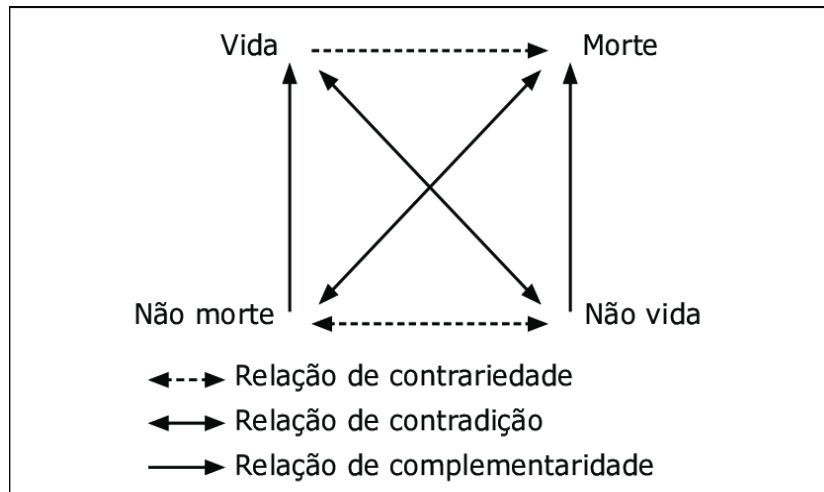 Vida Morte
Não morte Não vida
Relação de contrariedade
Relação de contradição
Relação de complementaridade